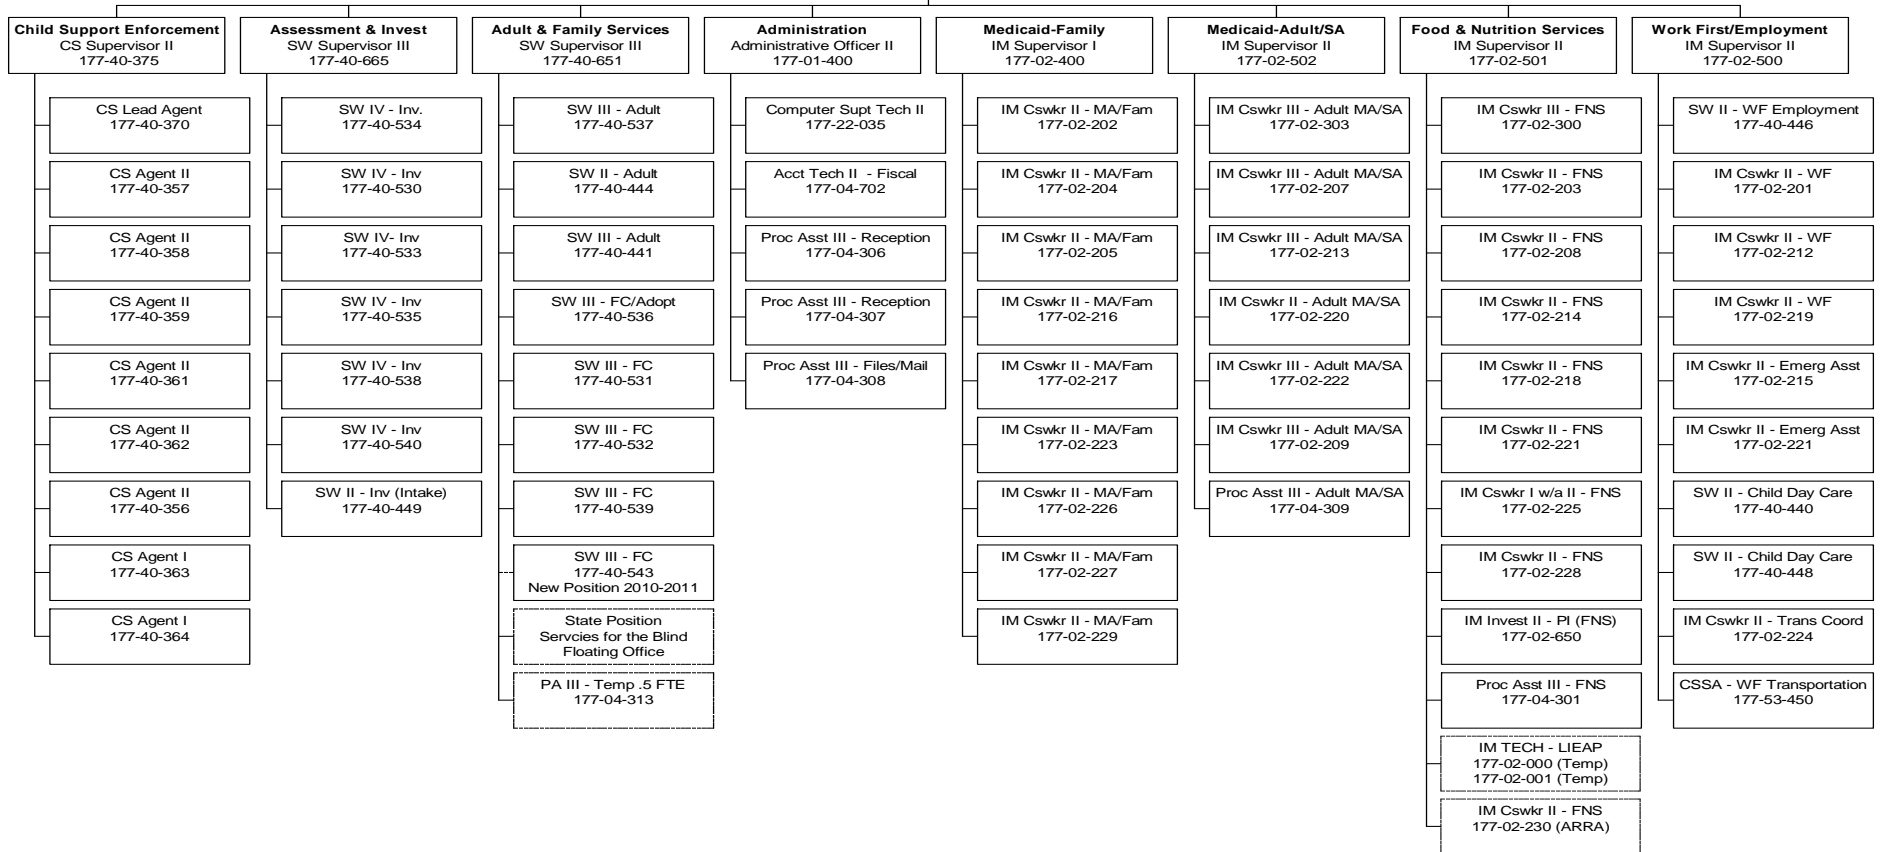 Child Support Enforcement
CS Supervisor II
177-40-375
CS Lead Agent
177-40-370
CS Agent II
177-40-357
CS Agent II
177-40-358
CS Agent II
177-40-359
CS Agent II
177-40-361
CS Agent II
177-40-362
CS Agent II
177-40-356
CS Agent I
177-40-363
CS Agent I
177-40-364
Assessment & Invest
SW Supervisor III
177-40-665
SW IV - Inv.
177-40-534
SW IV - Inv
177-40-530
SW IV- Inv
177-40-533
SW IV - Inv
177-40-535
SW IV - Inv
177-40-538
SW IV - Inv
177-40-540
SW II - Inv (Intake)
177-40-449
Adult & Family Services
SW Supervisor III
177-40-651
SW III - Adult
177-40-537
SW II - Adult
177-40-444
SW III - Adult
177-40-441
SW III - FC/Adopt
177-40-536
SW III - FC
177-40-531
SW III - FC
177-40-532
SW III - FC
177-40-539
SW III - FC
177-40-543
New Position 2010-2011
State Position
Servcies for the Blind
Floating Office
PA III - Temp .5 FTE
177-04-313
Administration
Administrative Officer II
177-01-400
Computer Supt Tech II
177-22-035
Acct Tech II  - Fiscal
177-04-702
Proc Asst III - Reception
177-04-306
Proc Asst III - Reception
177-04-307
Proc Asst III - Files/Mail
177-04-308
Medicaid-Family
IM Supervisor I
177-02-400
IM Cswkr II - MA/Fam
177-02-202
IM Cswkr II - MA/Fam
177-02-204
IM Cswkr II - MA/Fam
177-02-205
IM Cswkr II - MA/Fam
177-02-216
IM Cswkr II - MA/Fam
177-02-217
IM Cswkr II - MA/Fam
177-02-223
IM Cswkr II - MA/Fam
177-02-226
IM Cswkr II - MA/Fam
177-02-227
IM Cswkr II - MA/Fam
177-02-229
Medicaid-Adult/SA
IM Supervisor II
177-02-502
IM Cswkr III - Adult MA/SA
177-02-303
IM Cswkr III - Adult MA/SA
177-02-207
IM Cswkr III - Adult MA/SA
177-02-213
IM Cswkr II - Adult MA/SA
177-02-220
IM Cswkr III - Adult MA/SA
177-02-222
IM Cswkr III - Adult MA/SA
177-02-209
Proc Asst III - Adult MA/SA
177-04-309
Food & Nutrition Services
IM Supervisor II
177-02-501
IM Cswkr III - FNS
177-02-300
IM Cswkr II - FNS
177-02-203
IM Cswkr II - FNS
177-02-208
IM Cswkr II - FNS
177-02-214
IM Cswkr II - FNS
177-02-218
IM Cswkr II - FNS
177-02-221
IM Cswkr I w/a II - FNS
177-02-225
IM Cswkr II - FNS
177-02-228
IM Invest II - PI (FNS)
177-02-650
Proc Asst III - FNS
177-04-301
IM TECH - LIEAP
177-02-000 (Temp)
177-02-001 (Temp)
IM Cswkr II - FNS
177-02-230 (ARRA)
Work First/Employment
IM Supervisor II
177-02-500
SW II - WF Employment
177-40-446
IM Cswkr II - WF
177-02-201
IM Cswkr II - WF
177-02-212
IM Cswkr II - WF
177-02-219
IM Cswkr II - Emerg Asst
177-02-215
IM Cswkr II - Emerg Asst
177-02-221
SW II - Child Day Care
177-40-440
SW II - Child Day Care
177-40-448
IM Cswkr II - Trans Coord
177-02-224
CSSA - WF Transportation
177-53-450